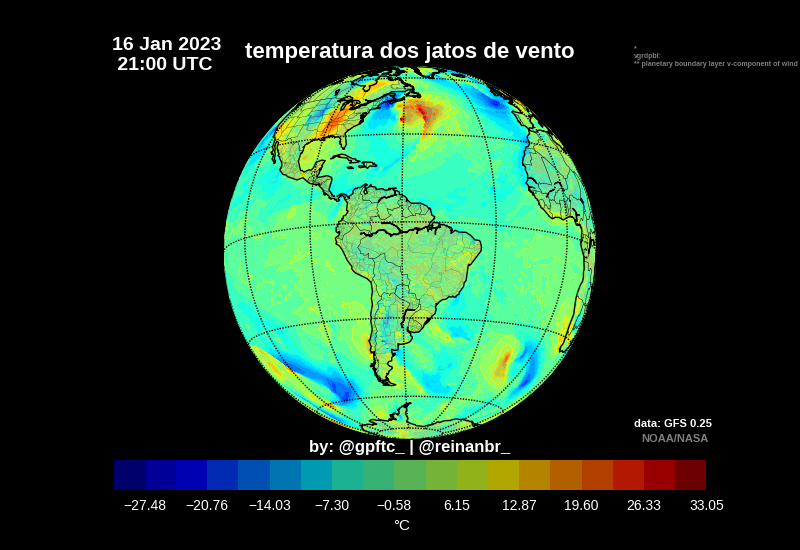 16 Jan 2023
21:00 UTC
temperatura dos jatos de vento
*
vgrdpbl:
** planetary boundary layer v-component of wind
data: GFS 0.25
NOAA/NASA
by: @gpftc_ | @reinanbr_
−27.48 −20.76 −14.03 −7.30 −0.58 6.15 12.87 19.60 26.33 33.05
°C